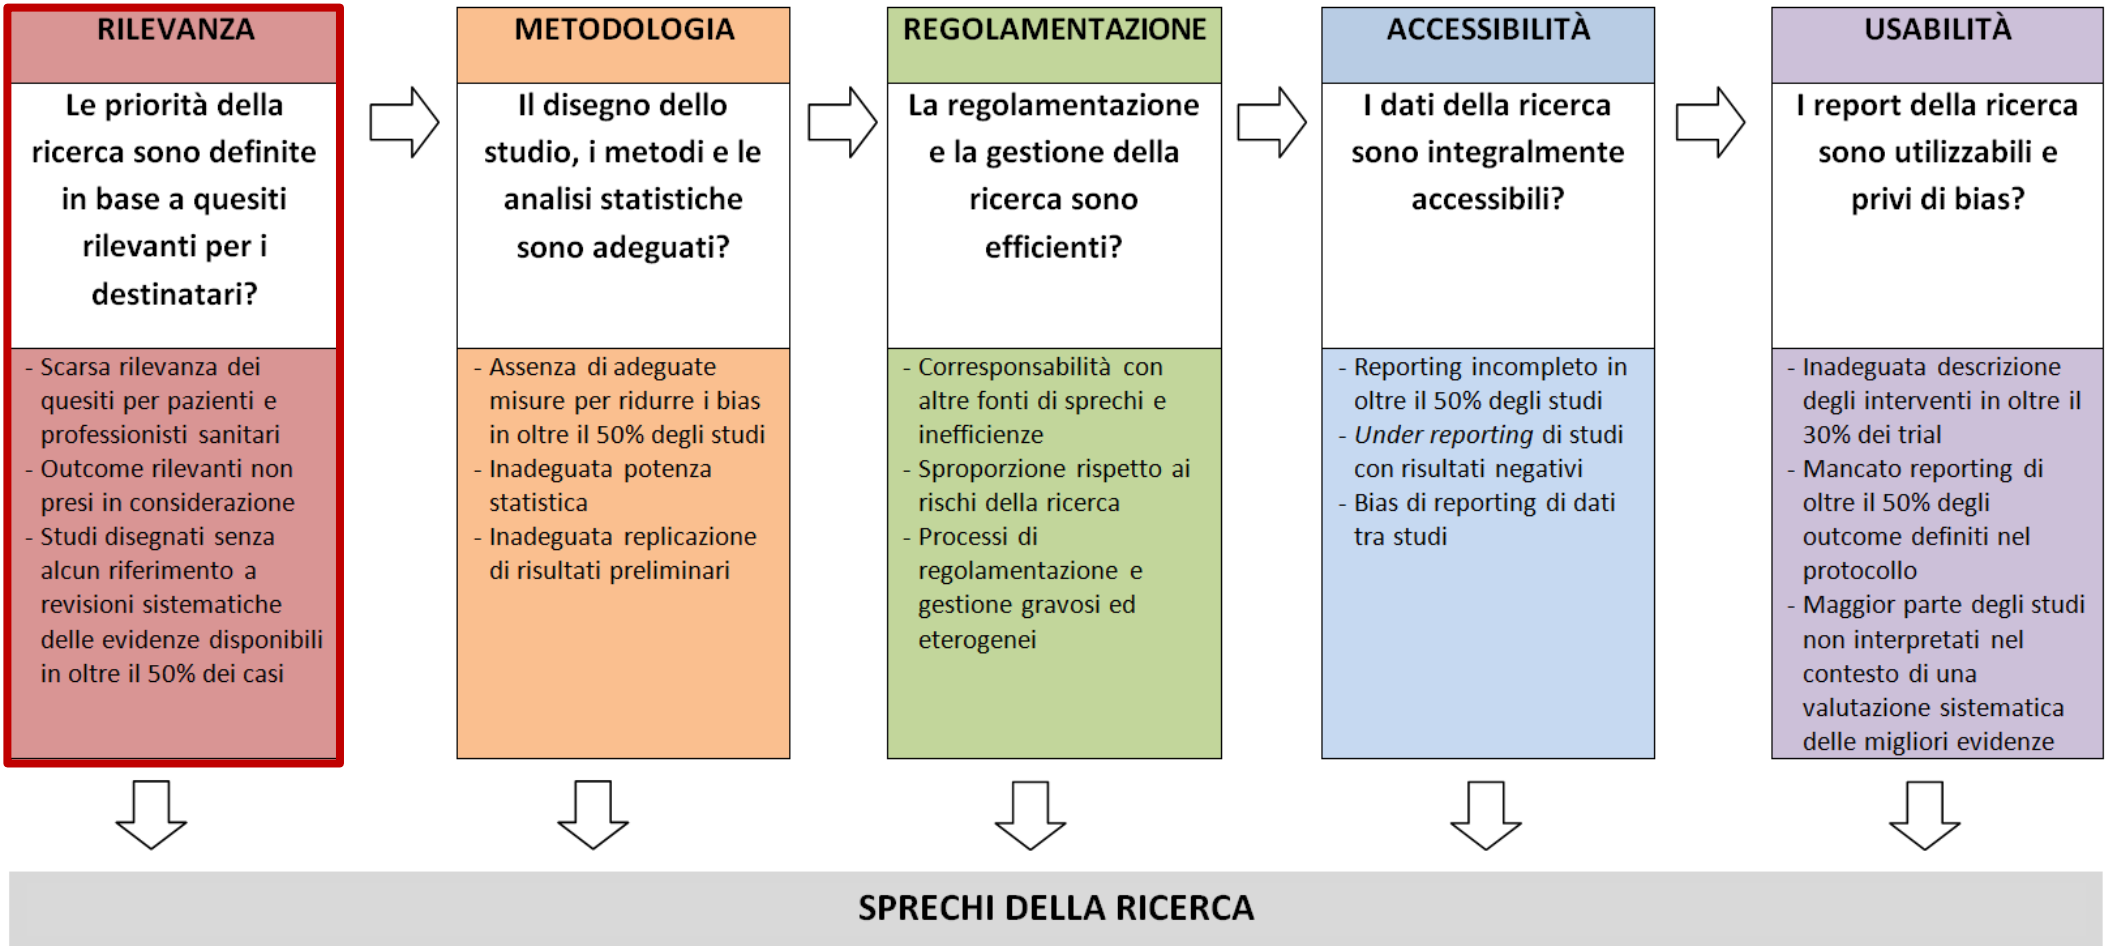 RILEVANZA
Le priorità della
ricerca sono definite
in base a quesiti
rilevanti per i
destinatari?
- Scarsa rilevanza dei
quesiti per pazienti e
professionisti sanitari
- Outcome rilevanti non
presi in considerazione
- Studi disegnati senza
alcun riferimento a
revisioni sistematiche
delle evidenze disponibili
in oltre il 50% dei casi
METODOLOGIA
Il disegno dello
studio, i metodi e le
analisi statistiche
sono adeguati?
- Assenza di adeguate
misure per ridurre i bias
in oltre il 50% degli studi
- Inadeguata potenza
statistica
- Inadeguata replicazione
di risultati preliminari
REGOLAMENTAZIONE
La regolamentazione
e la gestione della
ricerca sono
efficienti?
- Corresponsabilità con
altre fonti di sprechi e
inefficienze
- Sproporzione rispetto ai
rischi della ricerca
- Processi di
regolamentazione e
gestione gravosi ed
eterogenei
ACCESSIBILITÀ
I dati della ricerca
sono integralmente
accessibili?
- Reporting incompleto in
oltre il 50% degli studi
- Under reporting di studi
con risultati negativi
- Bias di reporting di dati
tra studi
USABILITÀ
I report della ricerca
sono utilizzabili e
privi di bias?
- Inadeguata descrizione
degli interventi in oltre il
30% dei trial
- Mancato reporting di
oltre il 50% degli
outcome definiti nel
protocollo
- Maggior parte degli studi
non interpretati nel
contesto di una
valutazione sistematica
delle migliori evidenze
SPRECHI DELLA RICERCA